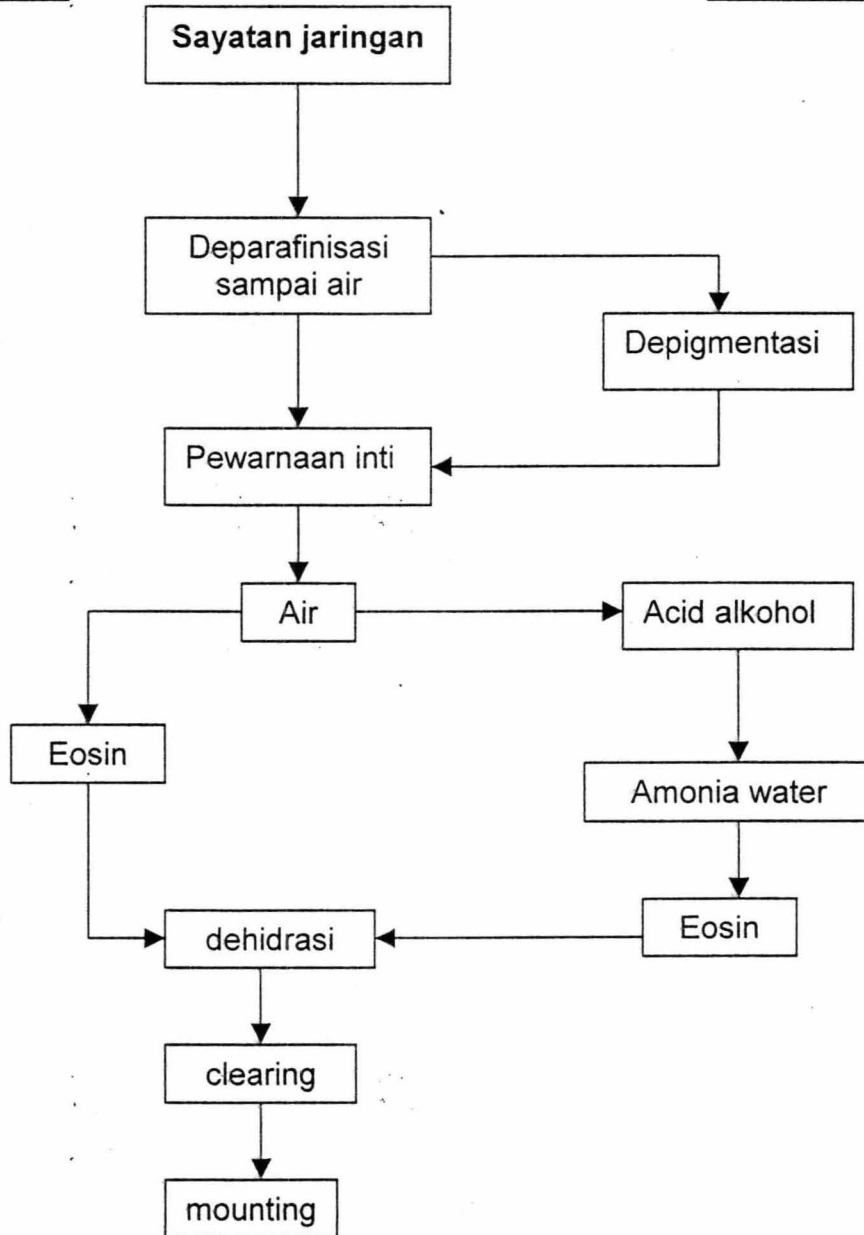 Sayatan jaringan
Deparafinisasi
sampai air
Depigmentasi
Pewarnaan inti
Air
Acid alkohol
Eosin
Amonia water
Eosin
dehidrasi
clearing
mounting